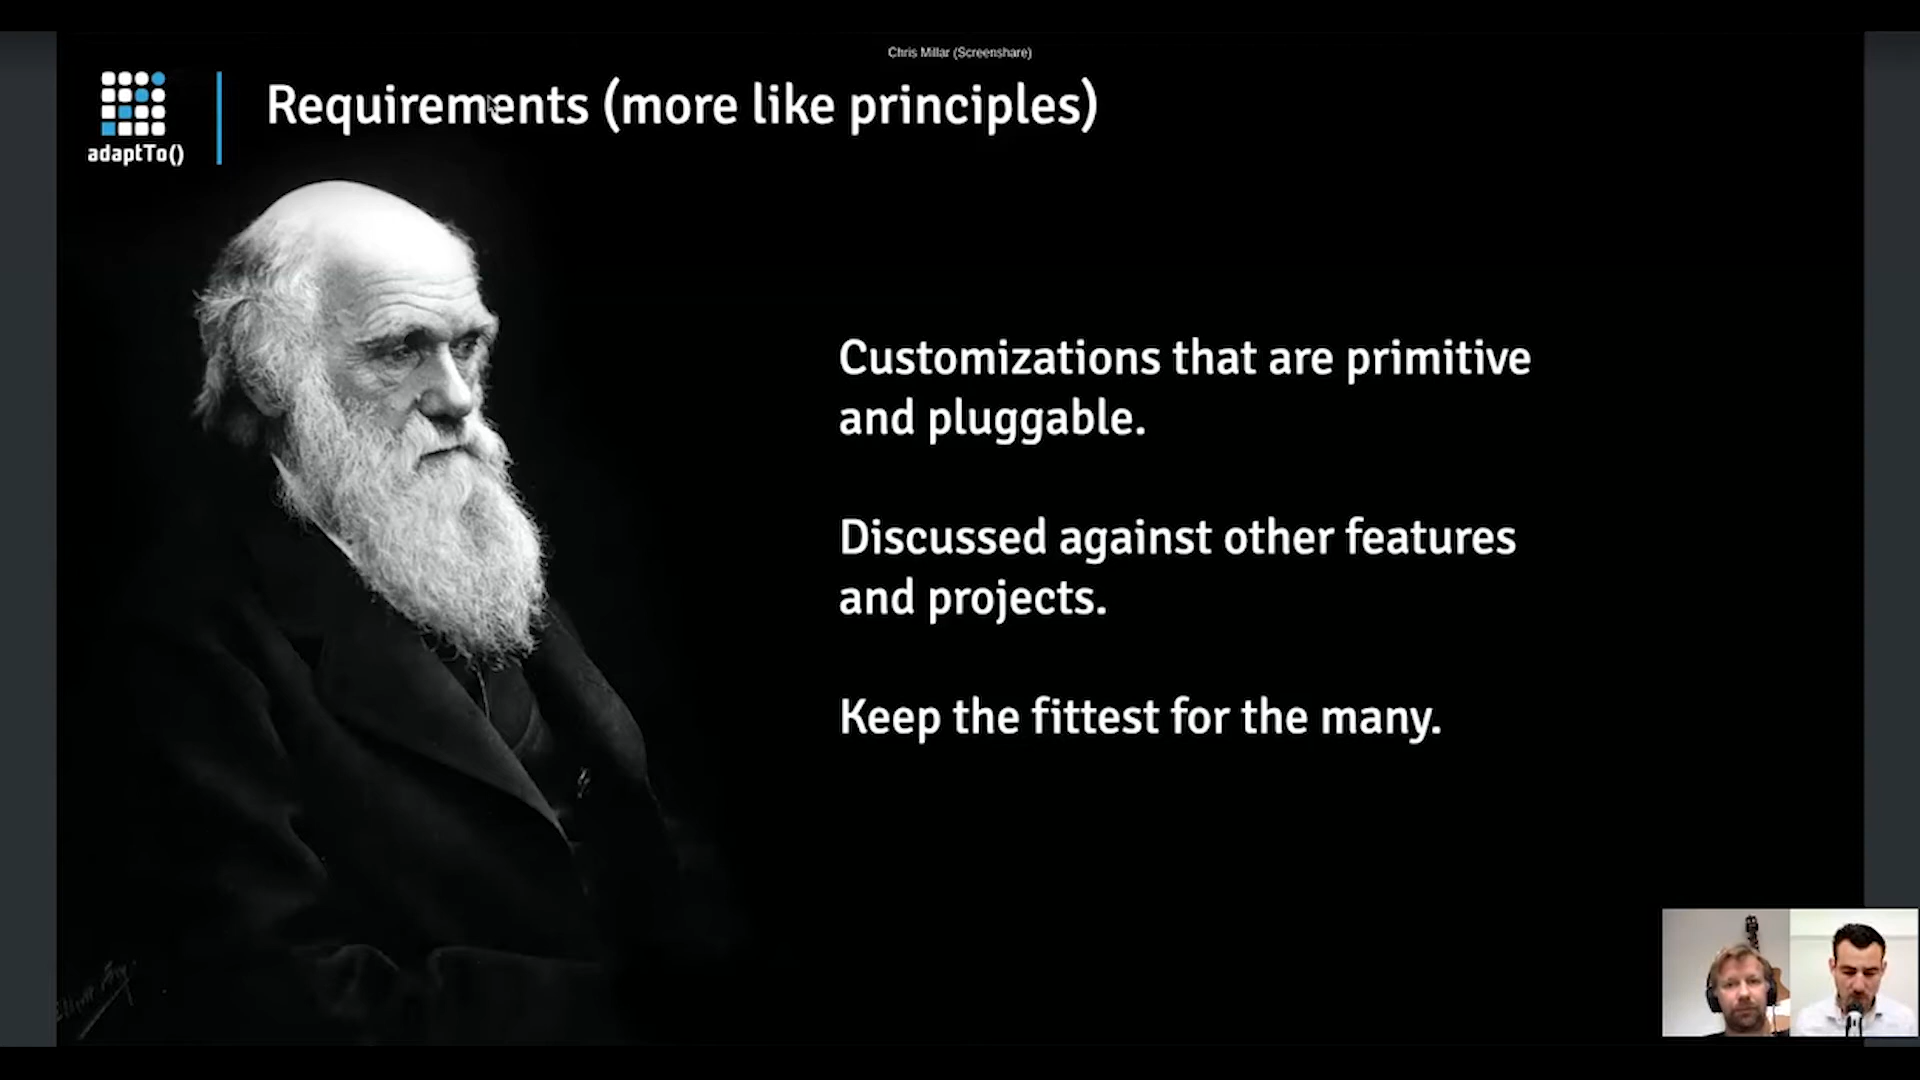 Chris Millar (Screenshare)
adaptTo()
Requirements (more like principles)
Customizations that are primitive
and pluggable.
Discussed against other features
and projects.
Keep the fittest for the many.